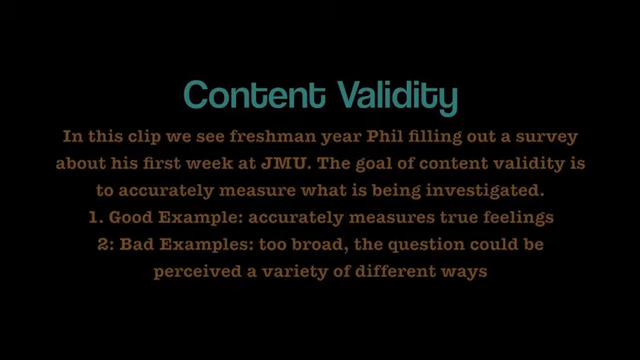 Content Validity
In this clip we see freshman year Phil filling out a survey
about his first week at JMU. The goal of content validity is
to accurately measure what is being investigated.
1. Good Example: accurately measures true feelings
2: Bad Examples: too broad, the question could be
perceived a variety of different ways